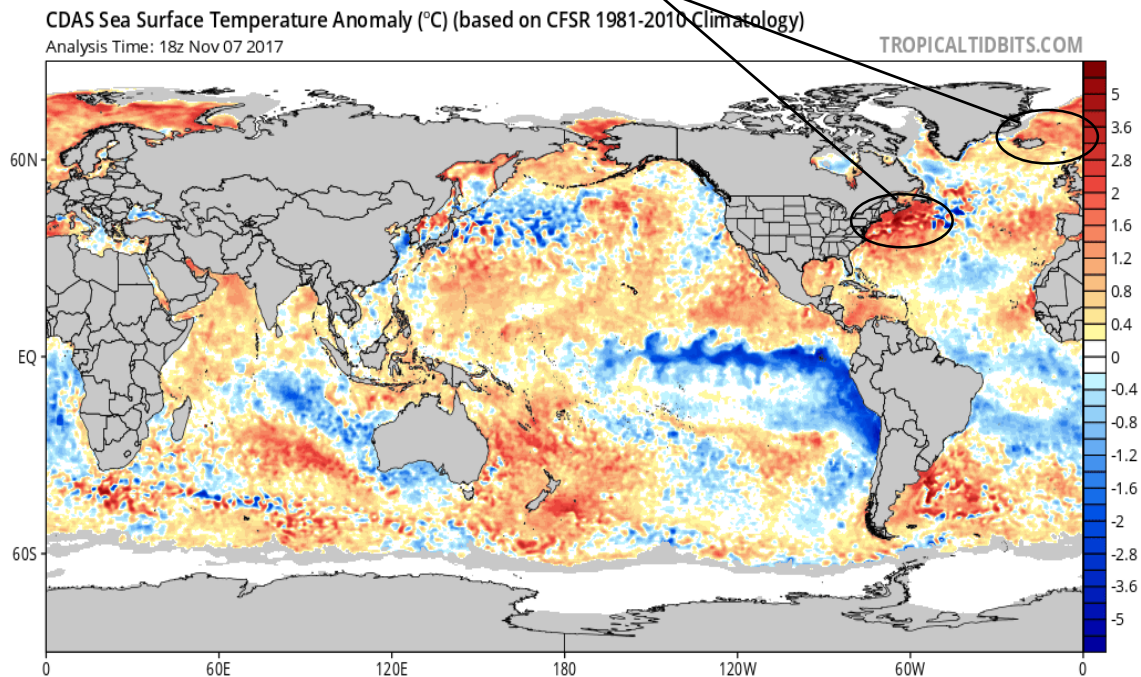 CDAS Sea Surface Temperature Anomaly (°C) (based on CFSR 1981-2010 Climatology)
Analysis Time: 18z Nov 07 2017
TROPICALTIDBITS.COM
60N
EQ
60S
0
60E
120E
180
120W
60W
0
5
3.6
2.8
2
1.6
1.2
0.8
0.4
0
-0.4
-0.8
-1.2
-1.6
-2
-2.8
-3.6
-5